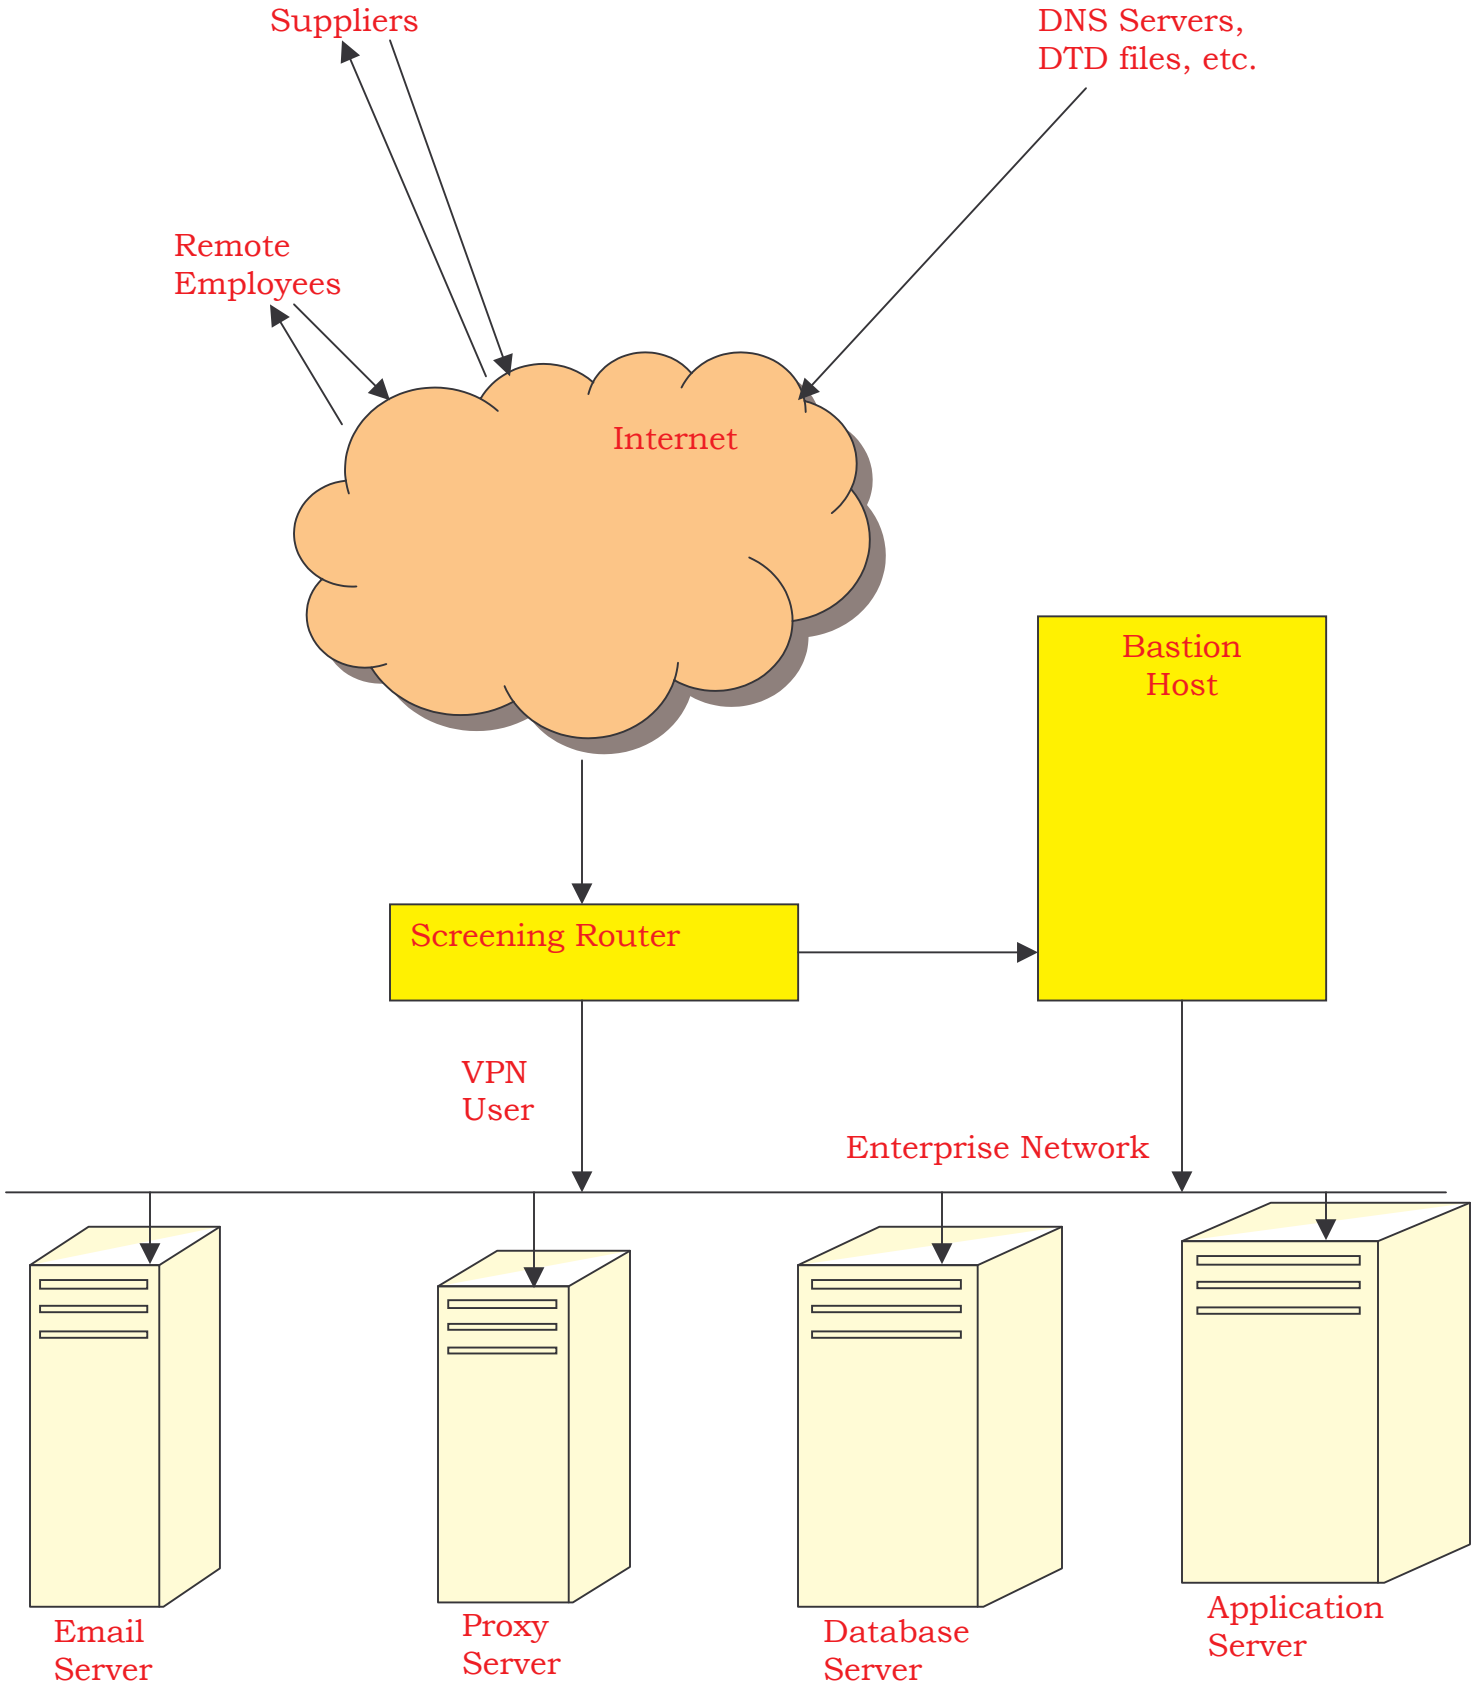 Suppliers
DNS Servers,
DTD files, etc.
Remote
Employees
Internet
Bastion
Host
Screening Router
VPN
User
Enterprise Network
Email
Server
Proxy
Server
Database
Server
Application
Server